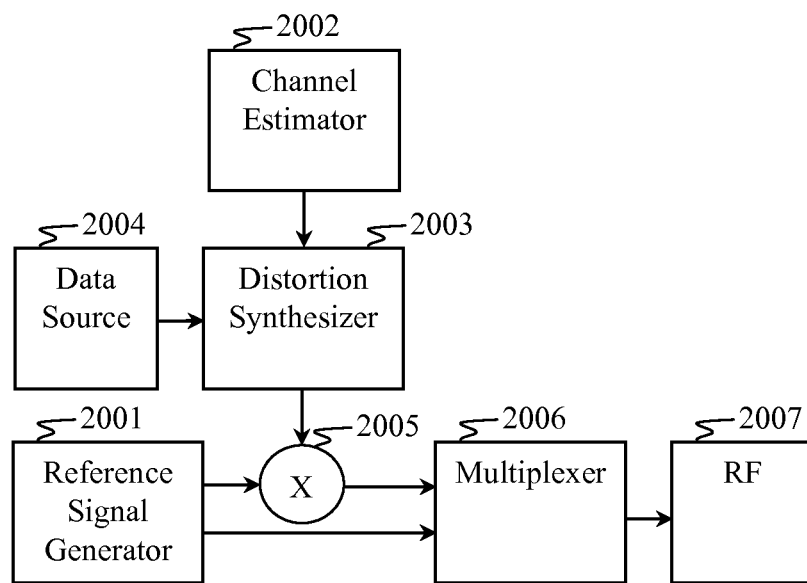 2002
Channel
Estimator
2004
Data
Source
2003
Distortion
Synthesizer
2001
Reference
Signal
Generator
2005
X
2006
Multiplexer
2007
RF